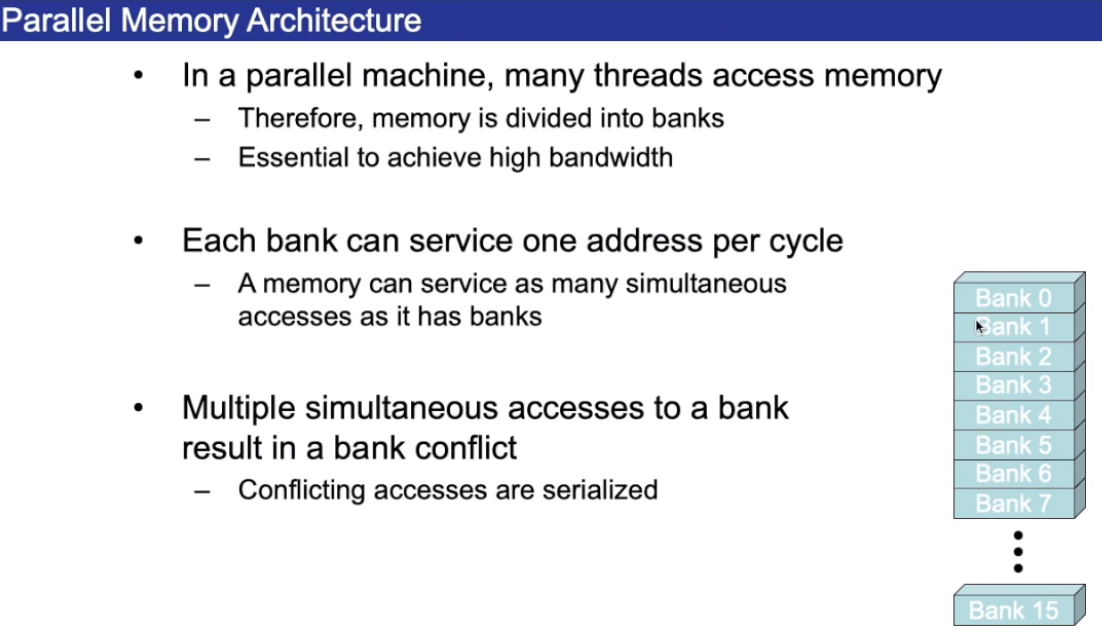 Parallel Memory Architecture
• In a parallel machine, many threads access memory
– Therefore, memory is divided into banks
– Essential to achieve high bandwidth
• Each bank can service one address per cycle
– A memory can service as many simultaneous
accesses as it has banks
• Multiple simultaneous accesses to a bank
result in a bank conflict
– Conflicting accesses are serialized
Bank 0
Bank 1
Bank 2
Bank 3
Bank 4
Bank 5
Bank 6
Bank 7
Bank 15